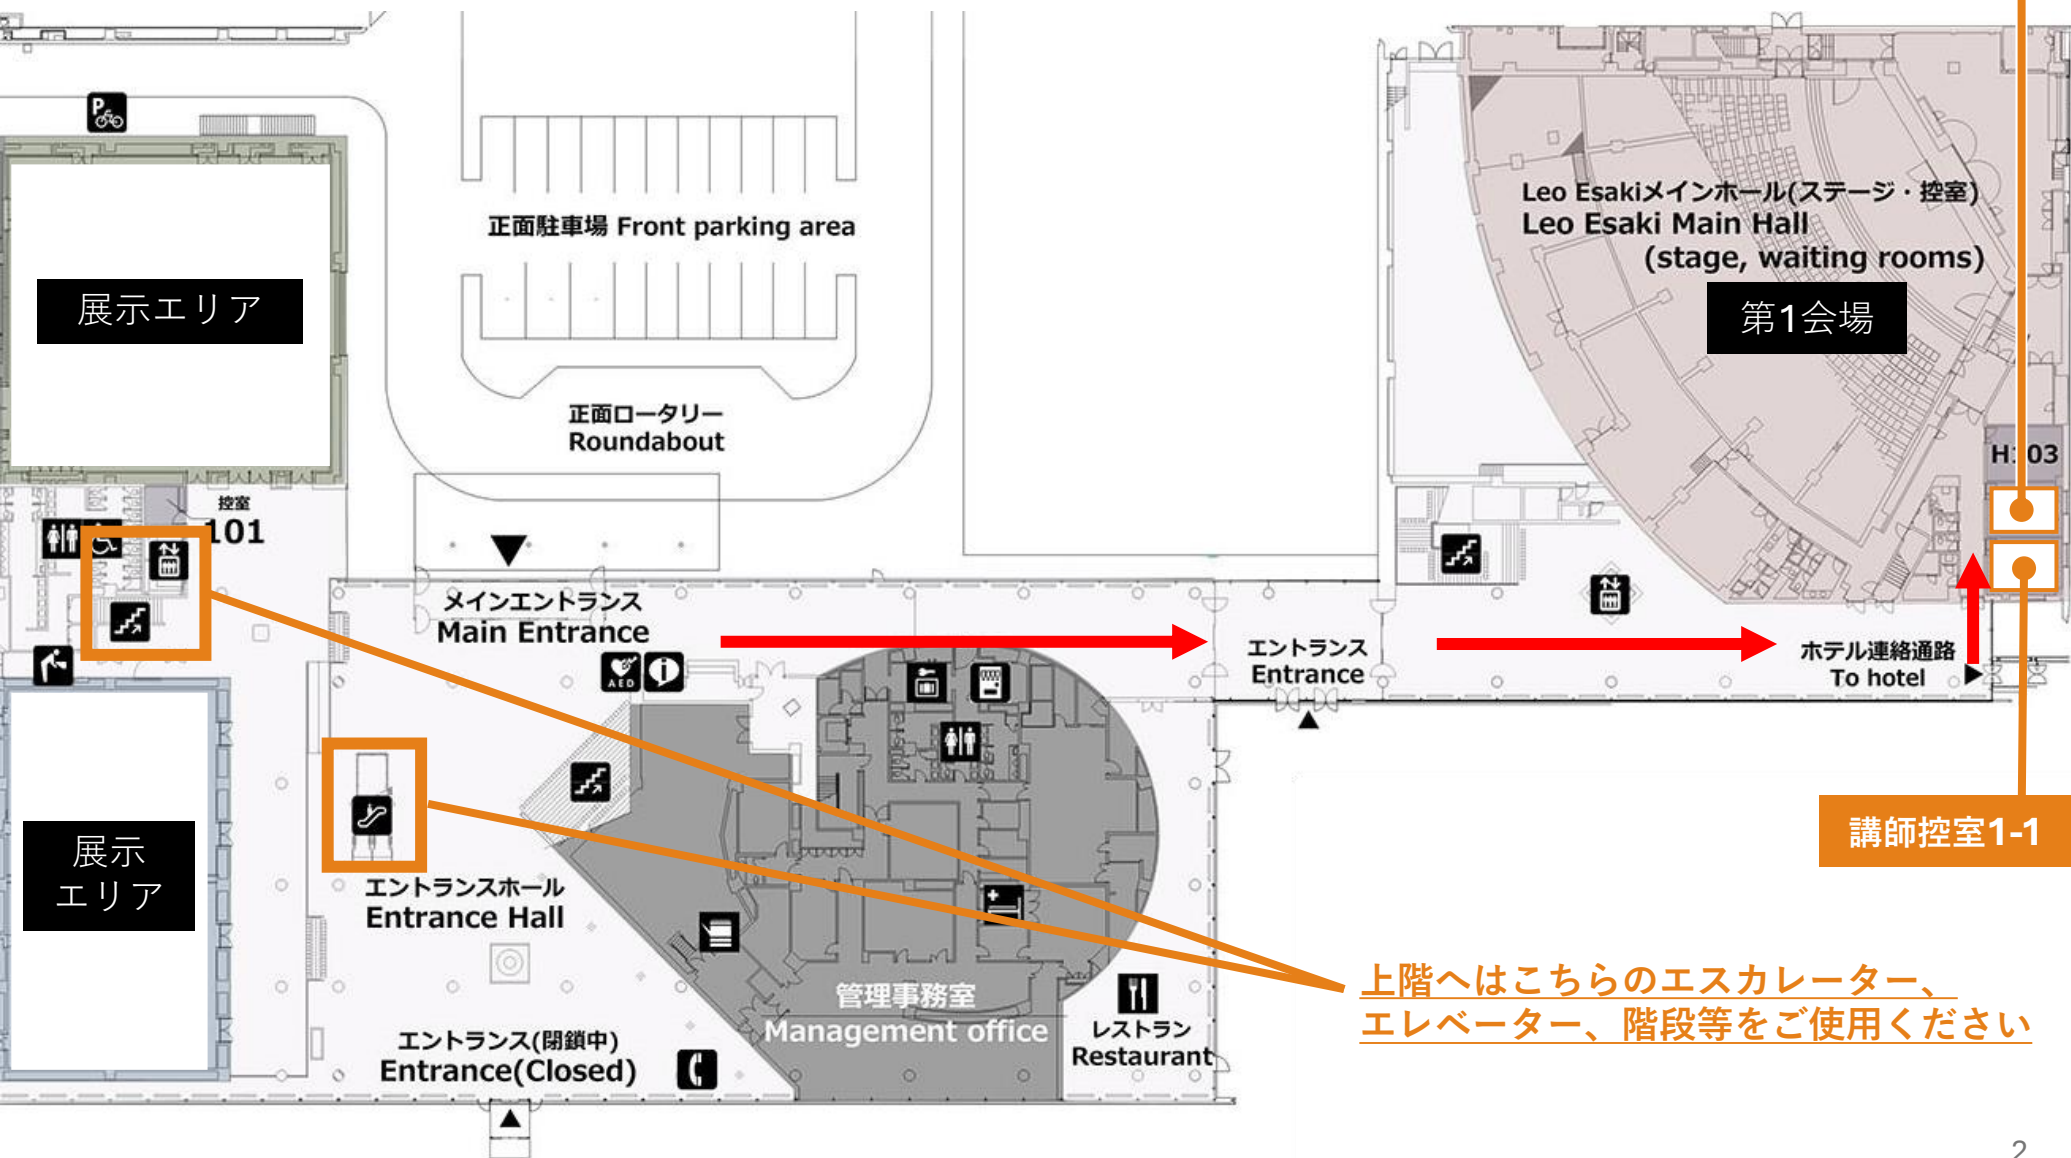 P
正面駐車場 Front parking area
Leo Esakiメインホール(ステージ・控室)
Leo Esaki Main Hall
(stage, waiting rooms)
展示エリア
第1会場
正面ロータリー
Roundabout
控室
101
メインエントランス
Main Entrance
AED
エントランス
Entrance
ホテル連絡通路
To hotel
講師控室1-1
展示
エリア
エントランスホール
Entrance Hall
管理事務室
Management office
エントランス(閉鎖中)
Entrance(Closed)
レストラン
Restaurant
上階へはこちらのエスカレーター、
エレベーター、階段等をご使用ください
2